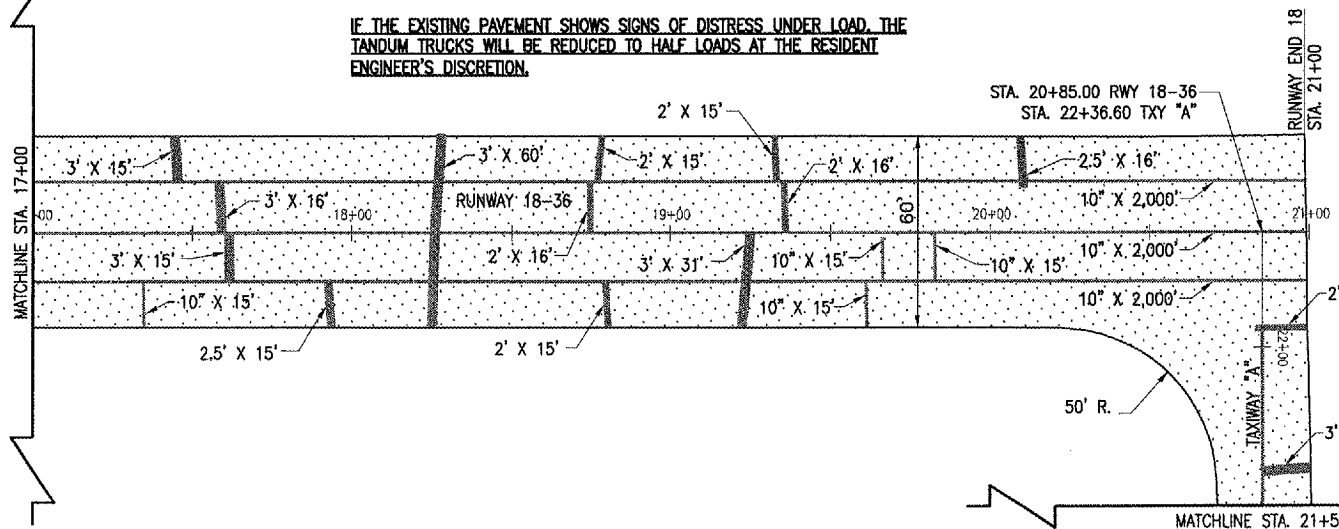 IF THE EXISTING PAVEMENT SHOWS SIGNS OF DISTRESS UNDER LOAD. THE
TANDUM TRUCKS WILL BE REDUCED TO HALF LOADS AT THE RESIDENT
ENGINEER'S DISCRETION.
RUNWAY END 18
STA. 21+00
STA. 20+85.00 RWY 18-36
STA. 22+36.60 TXY "A"
2' X 15'
3' X 15'
3' X 60'
2' X 15'
2' X 16'
2.5' X 16'
MATCHLINE STA. 17+00
3' X 16'
RUNWAY 18-36
60'
10" X 2,000'
00
18+00
19+00
20+00
21+00
3' X 15'
2' X 16'
3' X 31'
10" X 15'
10" X 15'
10" X 2,000'
10" X 15'
10" X 15'
10" X 2,000'
2'
2.5' X 15'
2' X 15'
22+00
50' R.
TAXIWAY "A"
3'
MATCHLINE STA. 21+5